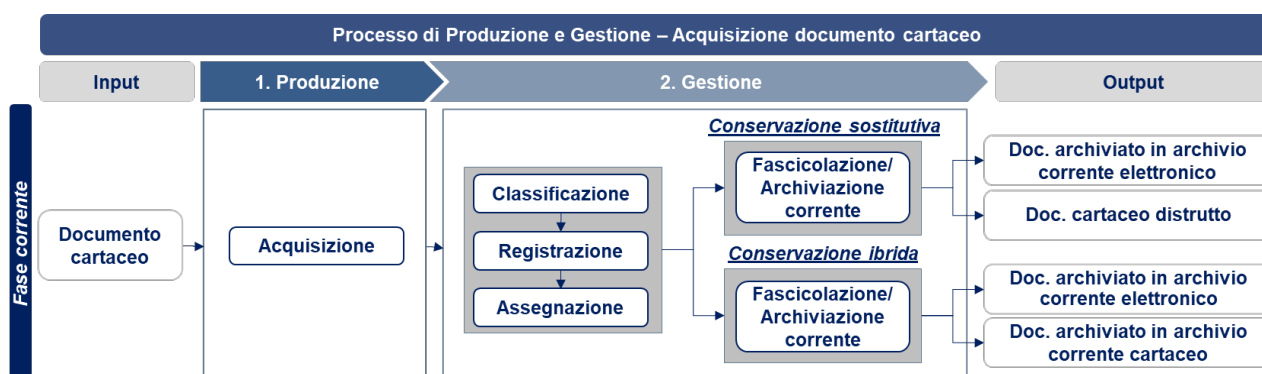 Processo di Produzione e Gestione – Acquisizione documento cartaceo
Input
1. Produzione
2. Gestione
Output
Fase corrente
Documento
cartaceo
Acquisizione
Classificazione
Registrazione
Assegnazione
Conservazione sostitutiva
Fascicolazione/
Archiviazione
corrente
Conservazione ibrida
Fascicolazione/
Archiviazione
corrente
Doc. archiviato in archivio
corrente elettronico
Doc. cartaceo distrutto
Doc. archiviato in archivio
corrente elettronico
Doc. archiviato in archivio
corrente cartaceo